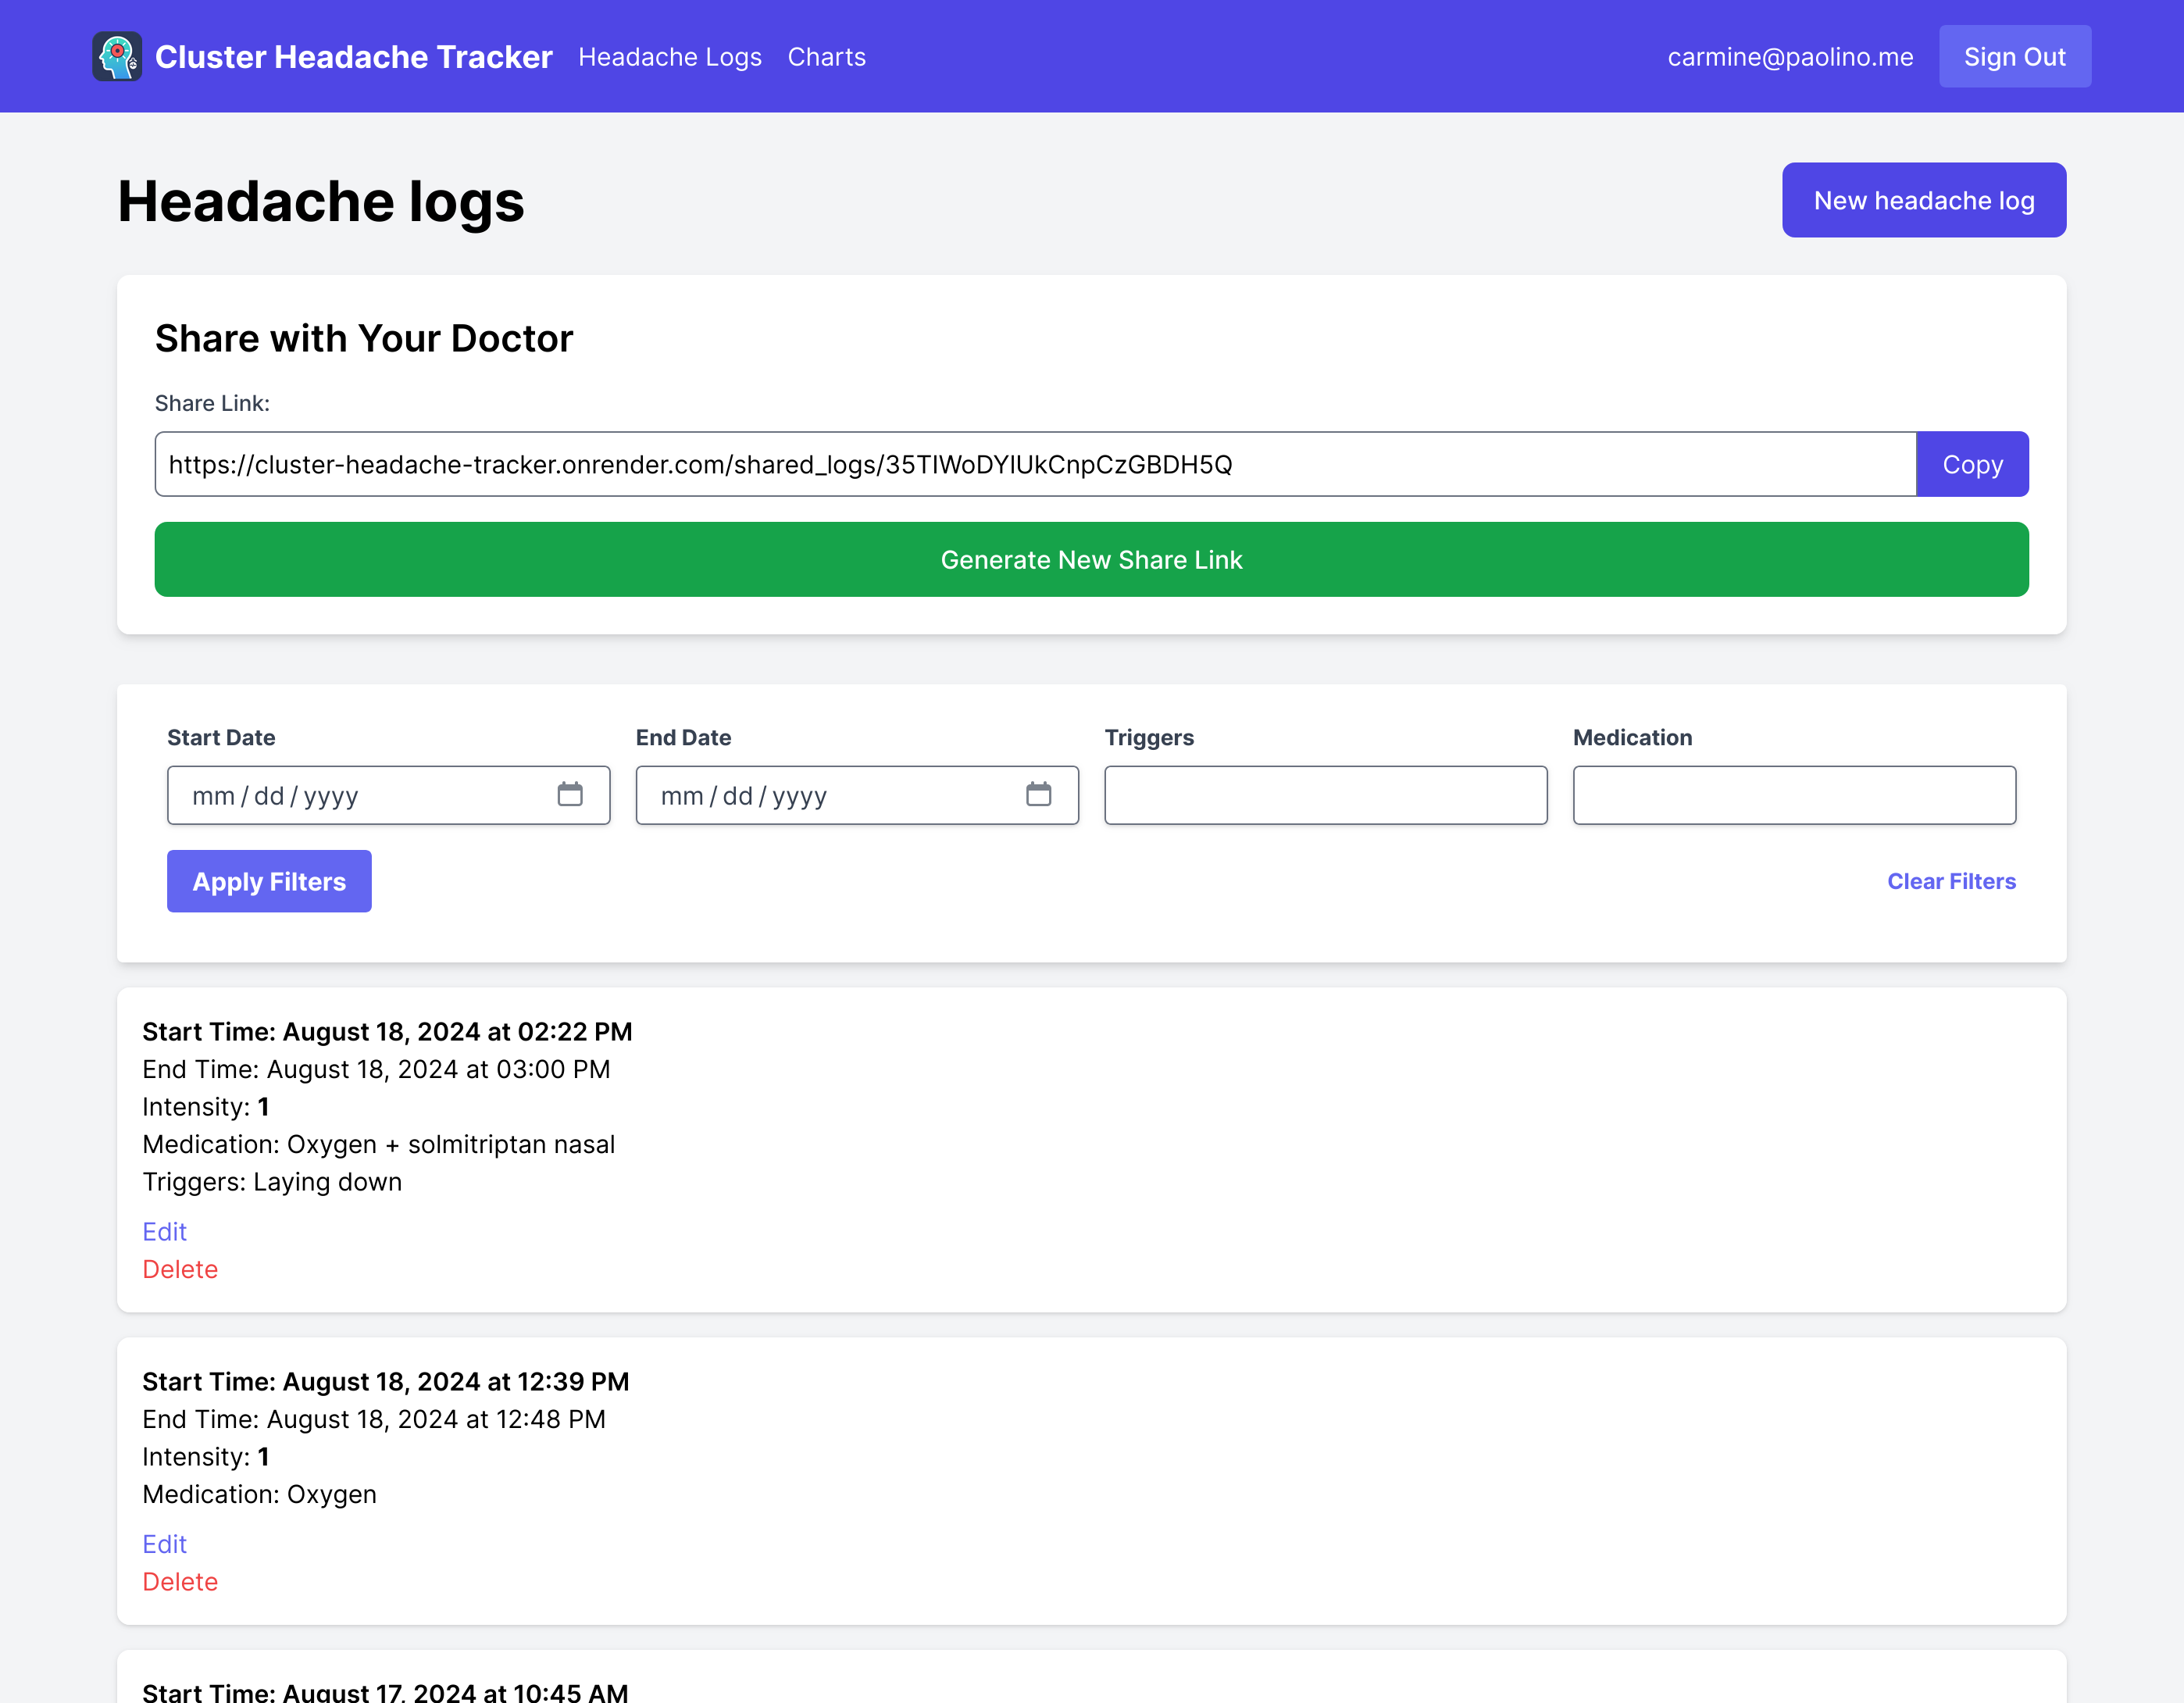 Cluster Headache Tracker Headache Logs Charts carmine@paolino.me Sign Out
Headache logs New headache log
Share with Your Doctor
Share Link:
https://cluster-headache-tracker.onrender.com/shared_logs/35TIWoDYlUkCnpCzGBDH5Q Copy
Generate New Share Link
Start Date End Date Triggers Medication
mm/dd/yyyy mm/dd/yyyy
Apply Filters Clear Filters
Start Time: August 18, 2024 at 02:22 PM
End Time: August 18, 2024 at 03:00 PM
Intensity: 1
Medication: Oxygen + solmitriptan nasal
Triggers: Laying down
Edit
Delete
Start Time: August 18, 2024 at 12:39 PM
End Time: August 18, 2024 at 12:48 PM
Intensity: 1
Medication: Oxygen
Edit
Delete
Start Time: August 17, 2024 at 10:45 AM